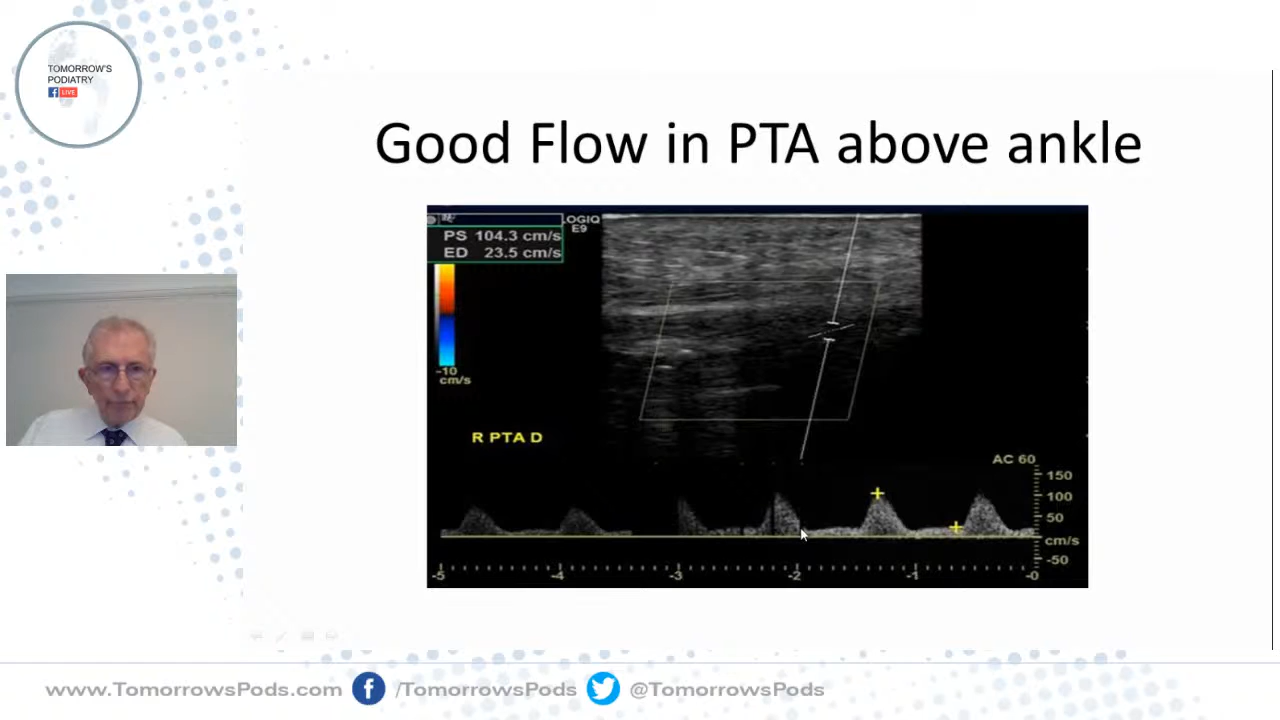 TOMORROW'S
PODIATRY
LIVE
Good Flow in PTA above ankle
LOGIQ
E9
PS 104.3 cm/s
ED 23.5 cm/s
-10
cm/s
R PTA D
AC 60
150
100
50
cm/s
-50
-5 -4 -3 -2 -1 -0
www.TomorrowsPods.com /TomorrowsPods @TomorrowsPods